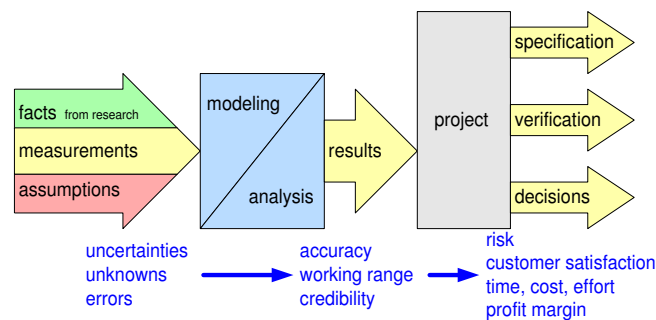 facts from research
measurements
assumptions
modeling
analysis
results
project
specification
verification
decisions
uncertainties
unknowns
errors
accuracy
working range
credibility
risk
customer satisfaction
time, cost, effort
profit margin